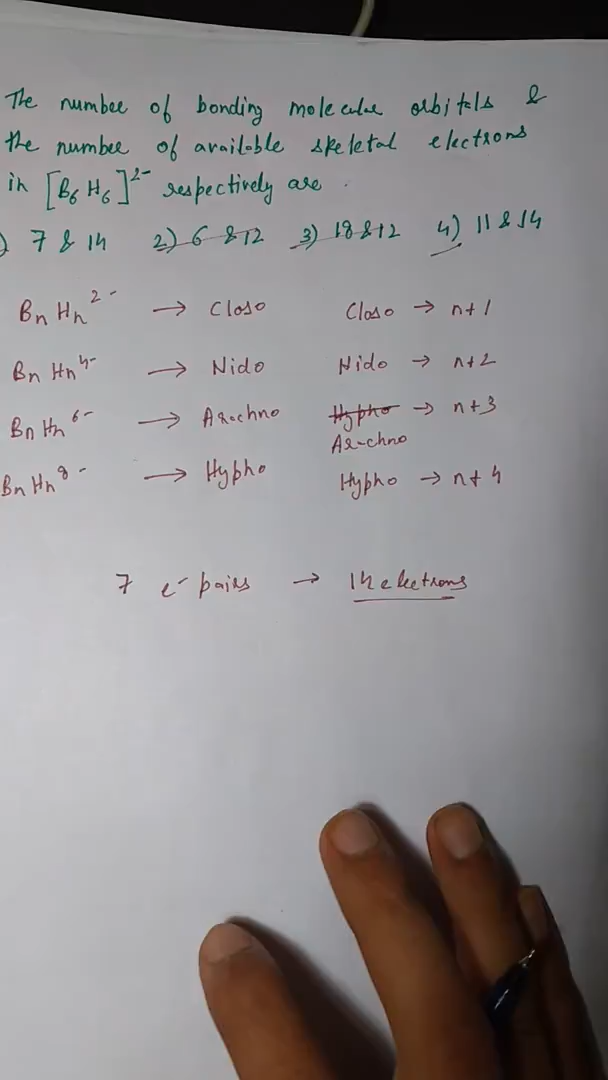 The number of bonding molecular orbitals &
the number of available skeletal electrons
in [B6 H6]2- respectively are .
) 7 & 14 2) 6 & 12 3) 18 & 12 4) 11 & 14
Bn Hn 2- → Closo Closo → n+1
Bn Hn 4- → Nido Nido → n+2
Bn Hn 6- → Arachno Hypho → n+3
Arachno
Bn Hn 8- → Hypho Hypho → n+4
7 e- pairs → 14 electrons